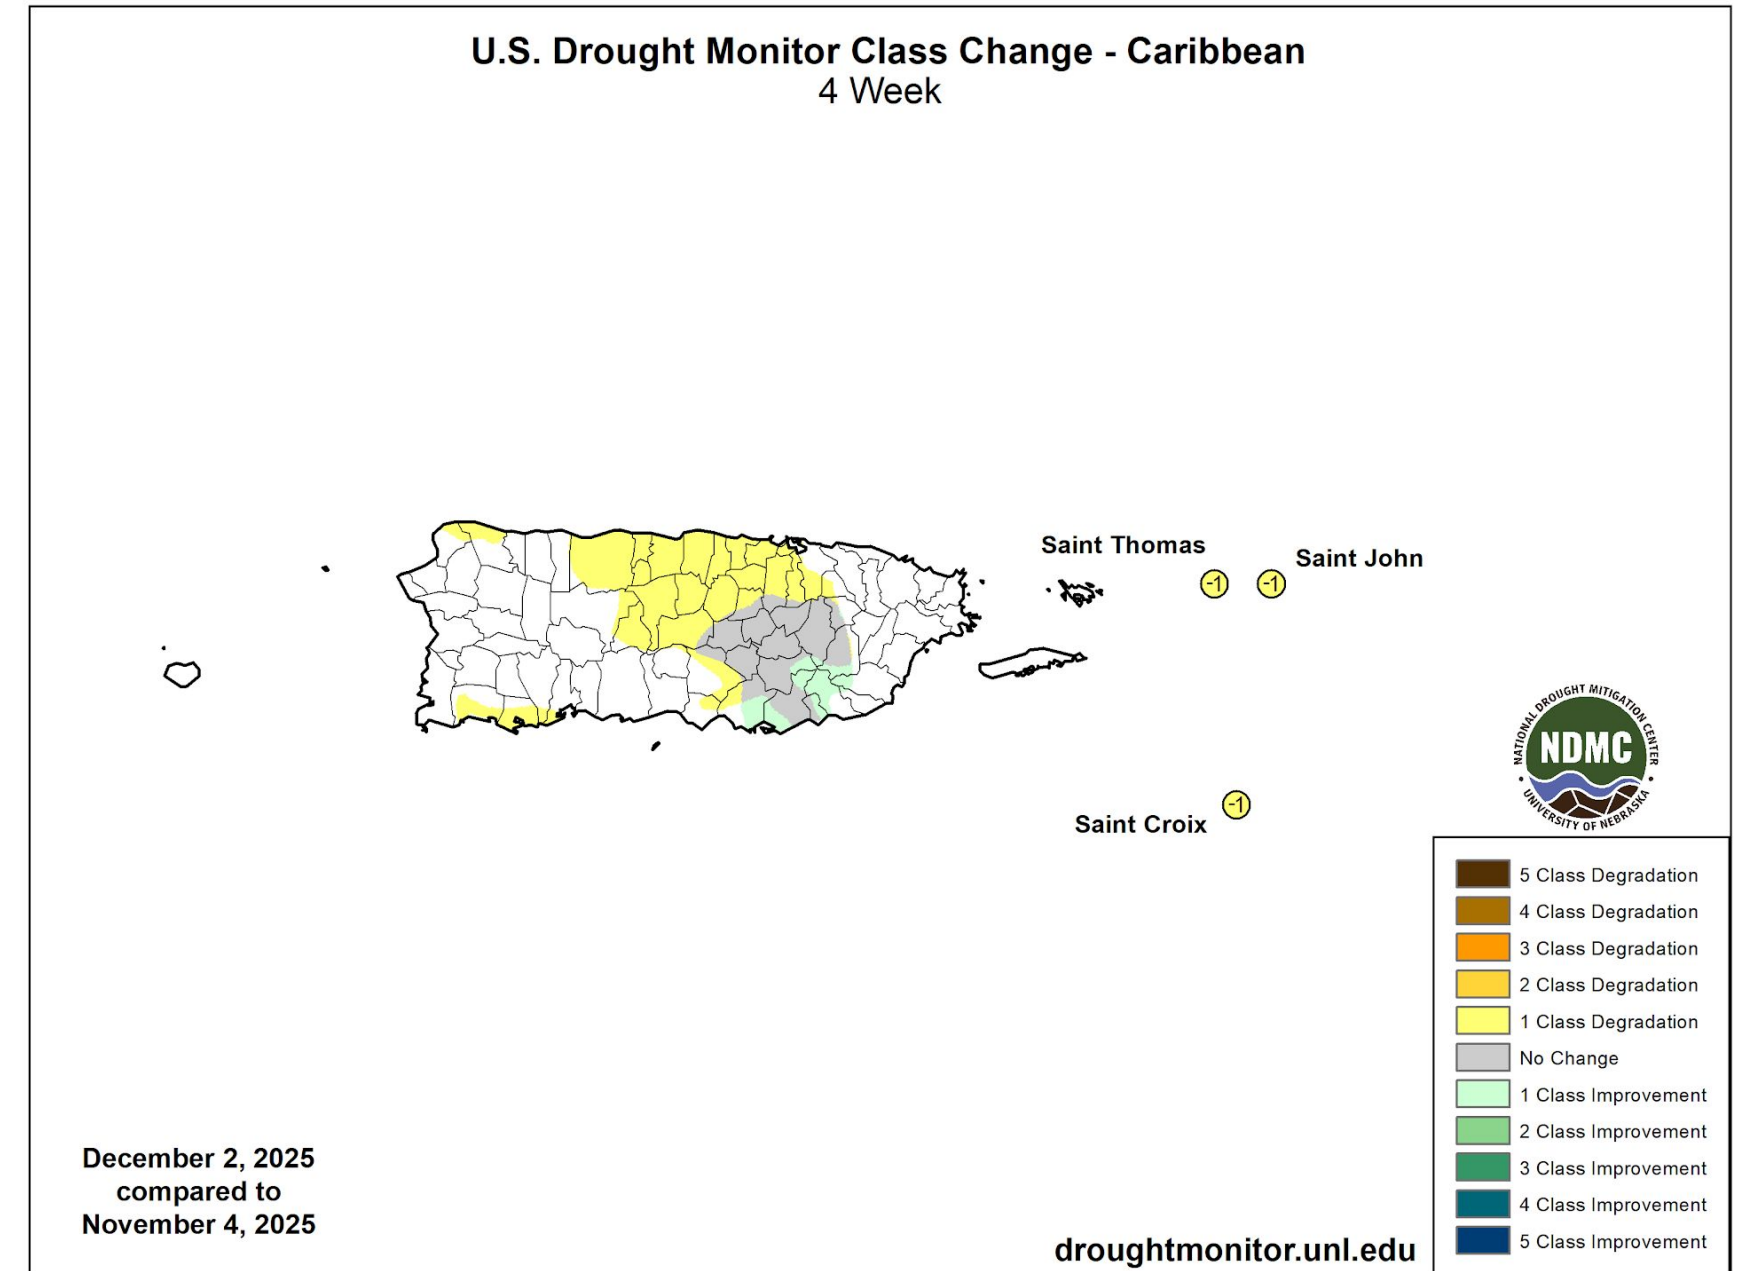 U.S. Drought Monitor Class Change - Caribbean
4 Week
Saint Thomas
Saint John
-1
-1
-1
Saint Croix
NATIONAL DROUGHT MITIGATION CENTER
NDMC
UNIVERSITY OF NEBRASKA
5 Class Degradation
4 Class Degradation
3 Class Degradation
2 Class Degradation
1 Class Degradation
No Change
1 Class Improvement
2 Class Improvement
3 Class Improvement
4 Class Improvement
5 Class Improvement
December 2, 2025
compared to
November 4, 2025
droughtmonitor.unl.edu